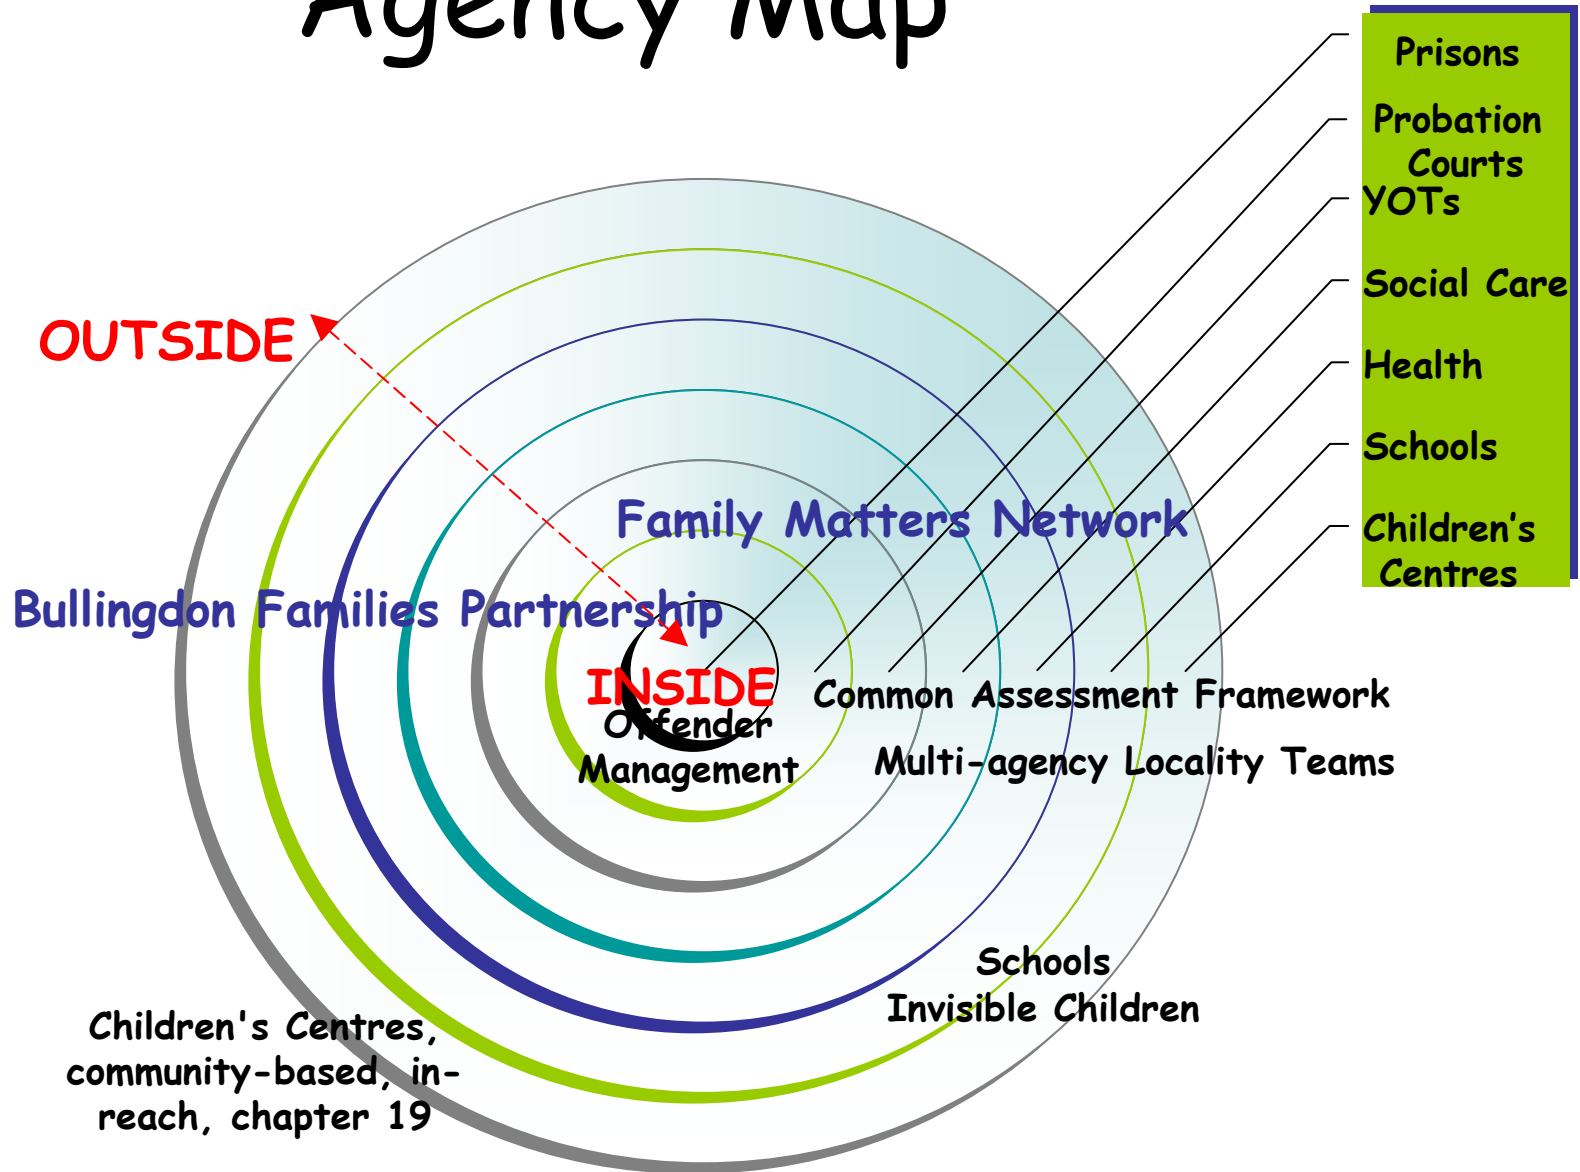 Agency Map
Prisons
Probation
Courts
YOTs
Social Care
Health
Schools
Children’s
Centres
OUTSIDE
Family Matters Network
Bullingdon Families Partnership
INSIDE
Offender
Management
Common Assessment Framework
Multi-agency Locality Teams
Schools
Invisible Children
Children's Centres,
community-based, in-
reach, chapter 19